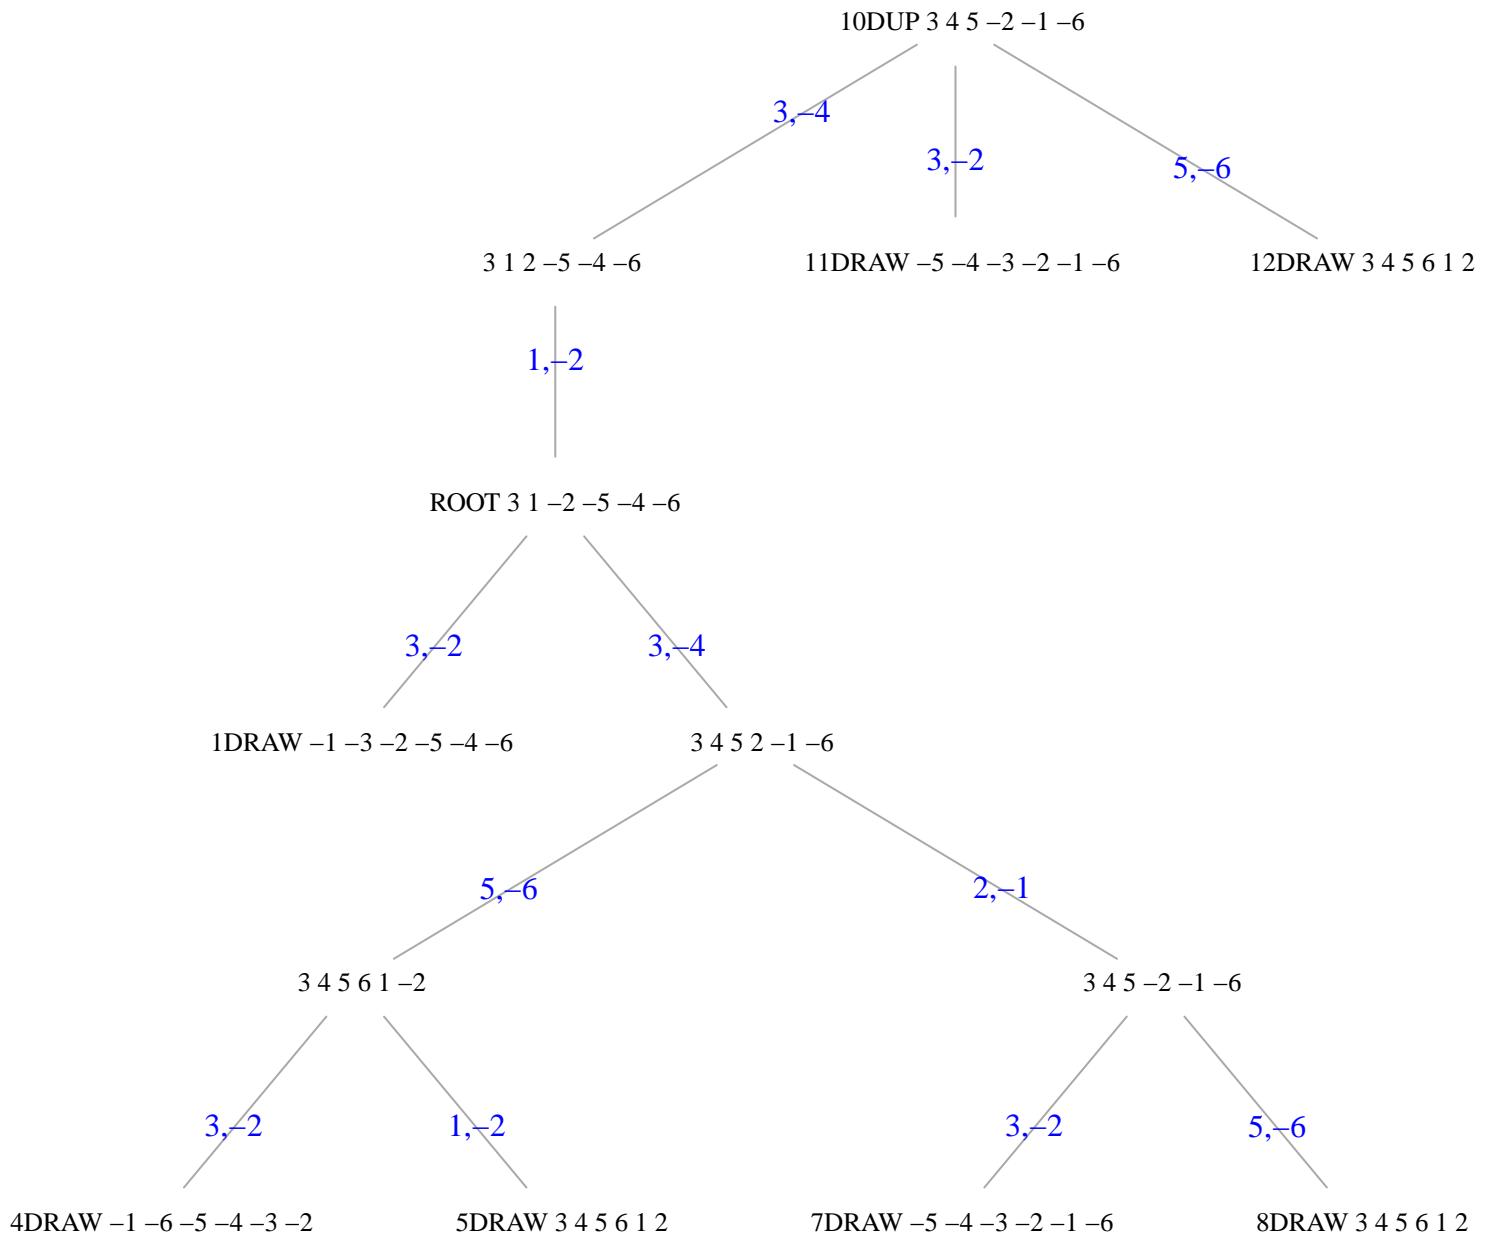 10DUP 3 4 5 –2 –1 –6
3,–4
3,–2
5,–6
3 1 2 –5 –4 –6
11DRAW –5 –4 –3 –2 –1 –6
12DRAW 3 4 5 6 1 2
1,–2
ROOT 3 1 –2 –5 –4 –6
3,–2
3,–4
1DRAW –1 –3 –2 –5 –4 –6
3 4 5 2 –1 –6
5,–6
2,–1
3 4 5 6 1 –2
3 4 5 –2 –1 –6
3,–2
1,–2
3,–2
5,–6
4DRAW –1 –6 –5 –4 –3 –2
5DRAW 3 4 5 6 1 2
7DRAW –5 –4 –3 –2 –1 –6
8DRAW 3 4 5 6 1 2